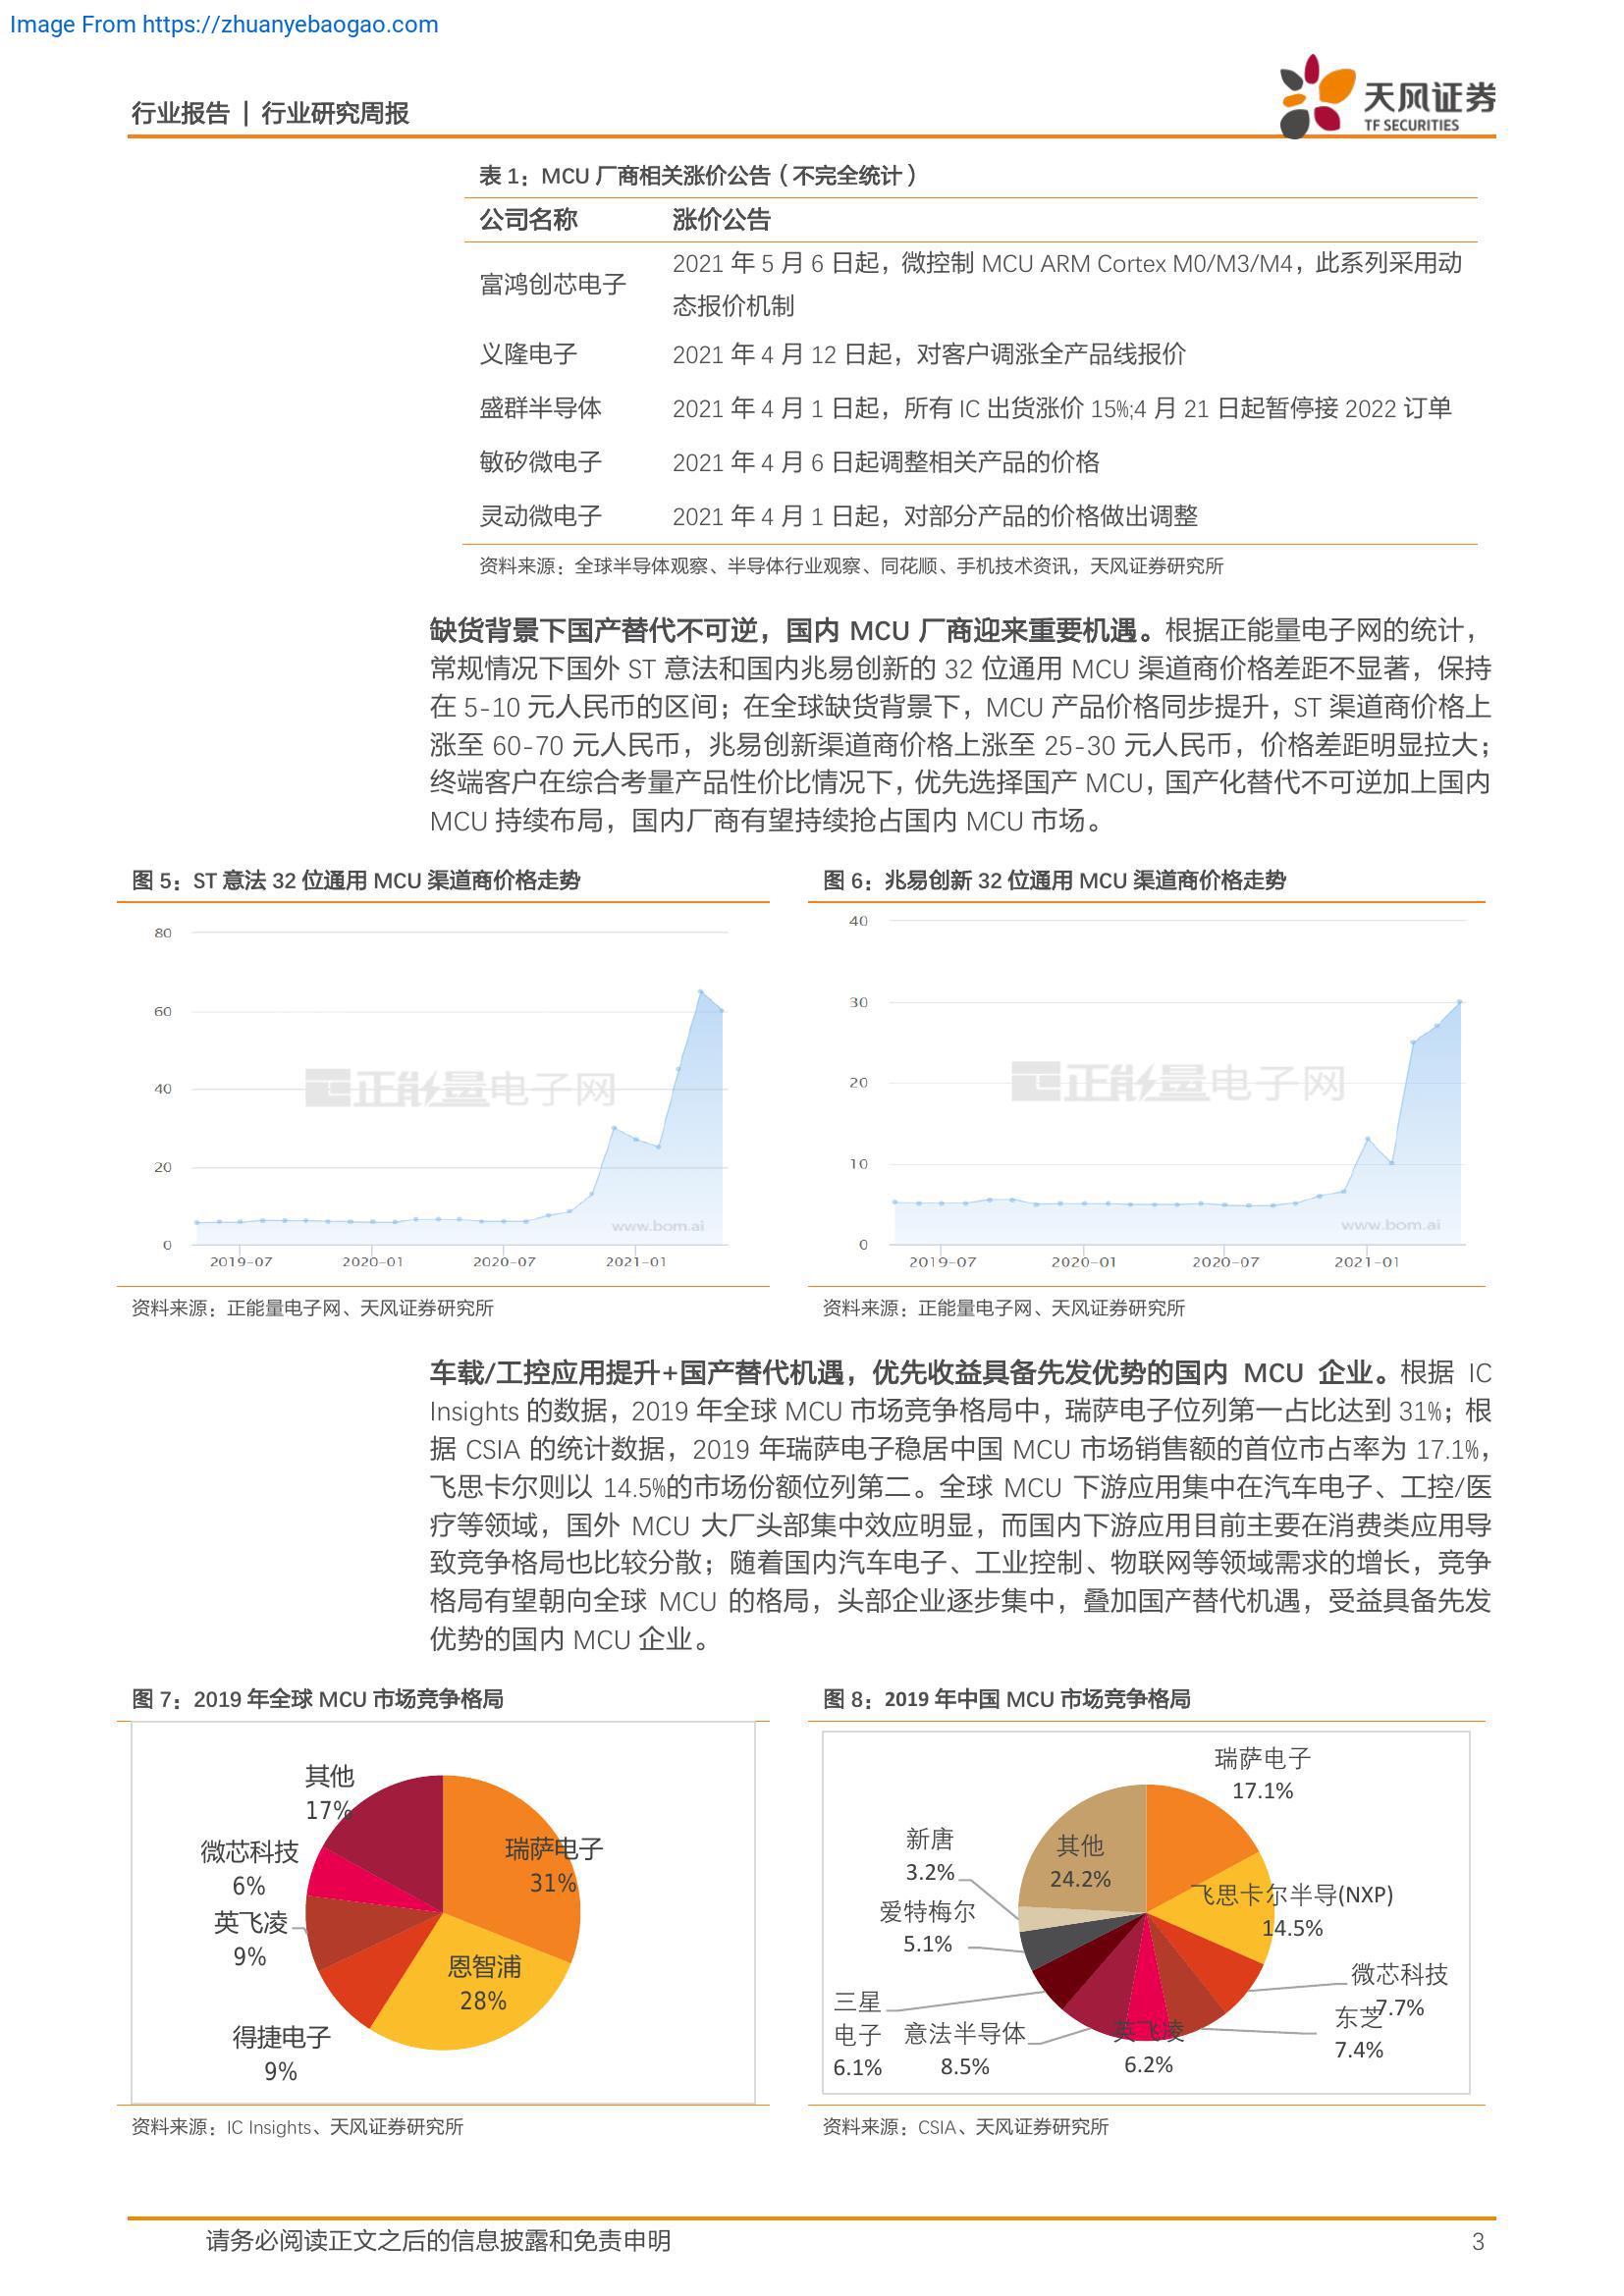 Image From https://zhuanyebaogao.com
行业报告 | 行业研究周报
天风证券
TF SECURITIES
表 1：MCU 厂商相关涨价公告（不完全统计）
公司名称 涨价公告
富鸿创芯电子 2021 年 5 月 6 日起，微控制 MCU ARM Cortex M0/M3/M4，此系列采用动
态报价机制
义隆电子 2021 年 4 月 12 日起，对客户调涨全产品线报价
盛群半导体 2021 年 4 月 1 日起，所有 IC 出货涨价 15%;4 月 21 日起暂停接 2022 订单
敏矽微电子 2021 年 4 月 6 日起调整相关产品的价格
灵动微电子 2021 年 4 月 1 日起，对部分产品的价格做出调整
资料来源：全球半导体观察、半导体行业观察、同花顺、手机技术资讯，天风证券研究所
缺货背景下国产替代不可逆，国内 MCU 厂商迎来重要机遇。根据正能量电子网的统计，
常规情况下国外 ST 意法和国内兆易创新的 32 位通用 MCU 渠道商价格差距不显著，保持
在 5-10 元人民币的区间；在全球缺货背景下，MCU 产品价格同步提升，ST 渠道商价格上
涨至 60-70 元人民币，兆易创新渠道商价格上涨至 25-30 元人民币，价格差距明显拉大；
终端客户在综合考量产品性价比情况下，优先选择国产 MCU，国产化替代不可逆加上国内
MCU 持续布局，国内厂商有望持续抢占国内 MCU 市场。
图 5：ST 意法 32 位通用 MCU 渠道商价格走势
80
60
40
20
0
正能量电子网
www.bom.ai
2019-07 2020-01 2020-07 2021-01
资料来源：正能量电子网、天风证券研究所
图 6：兆易创新 32 位通用 MCU 渠道商价格走势
40
30
20
10
0
正能量电子网
www.bom.ai
2019-07 2020-01 2020-07 2021-01
资料来源：正能量电子网、天风证券研究所
车载/工控应用提升+国产替代机遇，优先收益具备先发优势的国内 MCU 企业。根据 IC
Insights 的数据，2019 年全球 MCU 市场竞争格局中，瑞萨电子位列第一占比达到 31%；根
据 CSIA 的统计数据，2019 年瑞萨电子稳居中国 MCU 市场销售额的首位市占率为 17.1%，
飞思卡尔则以 14.5%的市场份额位列第二。全球 MCU 下游应用集中在汽车电子、工控/医
疗等领域，国外 MCU 大厂头部集中效应明显，而国内下游应用目前主要在消费类应用导
致竞争格局也比较分散；随着国内汽车电子、工业控制、物联网等领域需求的增长，竞争
格局有望朝向全球 MCU 的格局，头部企业逐步集中，叠加国产替代机遇，受益具备先发
优势的国内 MCU 企业。
图 7：2019 年全球 MCU 市场竞争格局
其他
17%
瑞萨电子
31%
微芯科技
6%
英飞凌
9%
恩智浦
28%
得捷电子
9%
资料来源：IC Insights、天风证券研究所
图 8：2019 年中国 MCU 市场竞争格局
瑞萨电子
17.1%
新唐
3.2%
其他
24.2%
飞思卡尔半导(NXP)
14.5%
爱特梅尔
5.1%
微芯科技
7.7%
东芝
7.4%
三星
电子
6.1%
意法半导体
8.5%
英飞凌
6.2%
资料来源：CSIA、天风证券研究所
请务必阅读正文之后的信息披露和免责申明 3